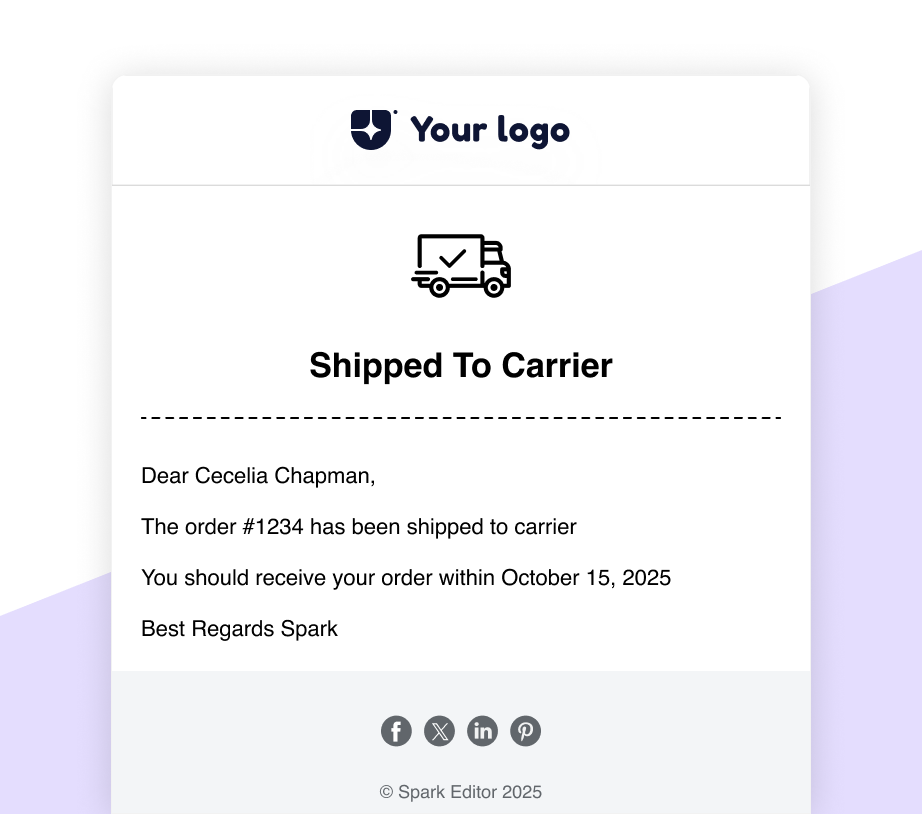 Your logo
Shipped To Carrier
Dear Cecelia Chapman,
The order #1234 has been shipped to carrier
You should receive your order within October 15, 2025
Best Regards Spark
© Spark Editor 2025